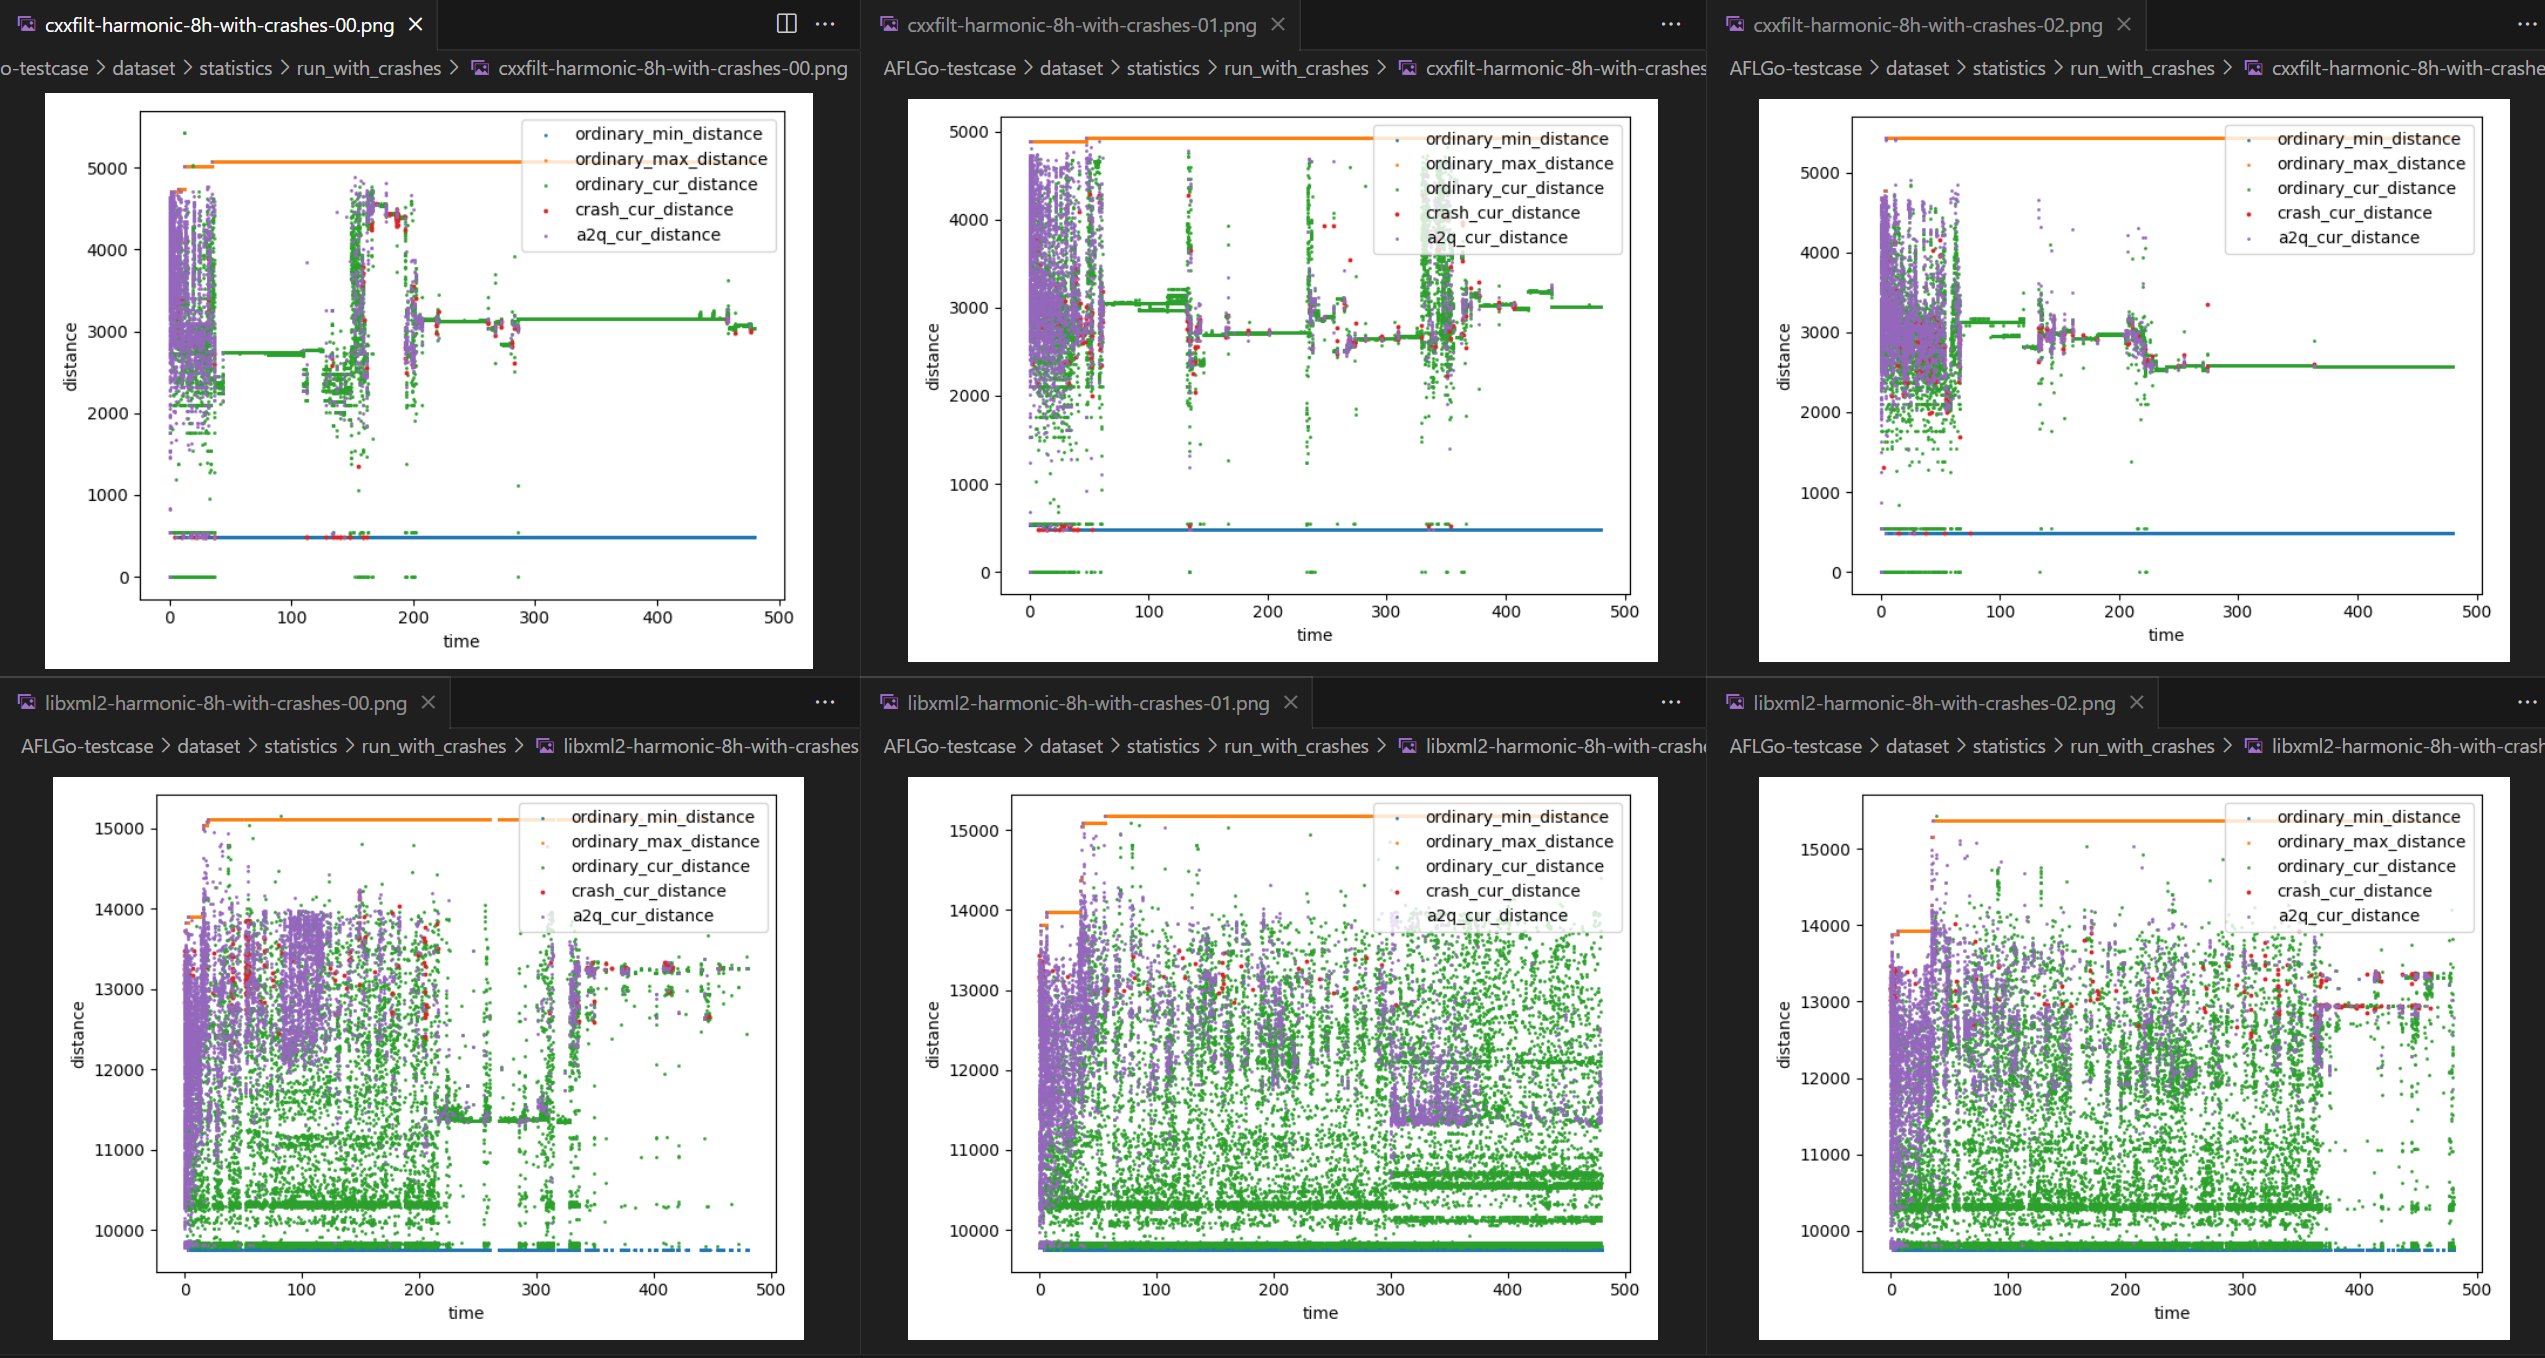 cxxfilt-harmonic-8h-with-crashes-00.png
o-testcase > dataset > statistics > run_with_crashes > cxxfilt-harmonic-8h-with-crashes-00.png
ordinary_min_distance
ordinary_max_distance
ordinary_cur_distance
crash_cur_distance
a2q_cur_distance
distance
5000
4000
3000
2000
1000
0
0 100 200 300 400 500
time
cxxfilt-harmonic-8h-with-crashes-01.png
AFLGo-testcase > dataset > statistics > run_with_crashes > cxxfilt-harmonic-8h-with-crashes
ordinary_min_distance
ordinary_max_distance
ordinary_cur_distance
crash_cur_distance
a2q_cur_distance
distance
5000
4000
3000
2000
1000
0
0 100 200 300 400 500
time
cxxfilt-harmonic-8h-with-crashes-02.png
AFLGo-testcase > dataset > statistics > run_with_crashes > cxxfilt-harmonic-8h-with-crashe
ordinary_min_distance
ordinary_max_distance
ordinary_cur_distance
crash_cur_distance
a2q_cur_distance
distance
5000
4000
3000
2000
1000
0
0 100 200 300 400 500
time
libxml2-harmonic-8h-with-crashes-00.png
AFLGo-testcase > dataset > statistics > run_with_crashes > libxml2-harmonic-8h-with-crashes
ordinary_min_distance
ordinary_max_distance
ordinary_cur_distance
crash_cur_distance
a2q_cur_distance
distance
15000
14000
13000
12000
11000
10000
0 100 200 300 400 500
time
libxml2-harmonic-8h-with-crashes-01.png
AFLGo-testcase > dataset > statistics > run_with_crashes > libxml2-harmonic-8h-with-crashe
ordinary_min_distance
ordinary_max_distance
ordinary_cur_distance
crash_cur_distance
a2q_cur_distance
distance
15000
14000
13000
12000
11000
10000
0 100 200 300 400 500
time
libxml2-harmonic-8h-with-crashes-02.png
AFLGo-testcase > dataset > statistics > run_with_crashes > libxml2-harmonic-8h-with-crash
ordinary_min_distance
ordinary_max_distance
ordinary_cur_distance
crash_cur_distance
a2q_cur_distance
distance
15000
14000
13000
12000
11000
10000
0 100 200 300 400 500
time